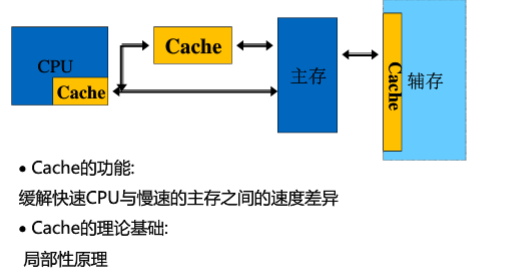 CPU
Cache
Cache
主存
Cache
辅存
• Cache的功能:
缓解快速CPU与慢速的主存之间的速度差异
• Cache的理论基础:
局部性原理